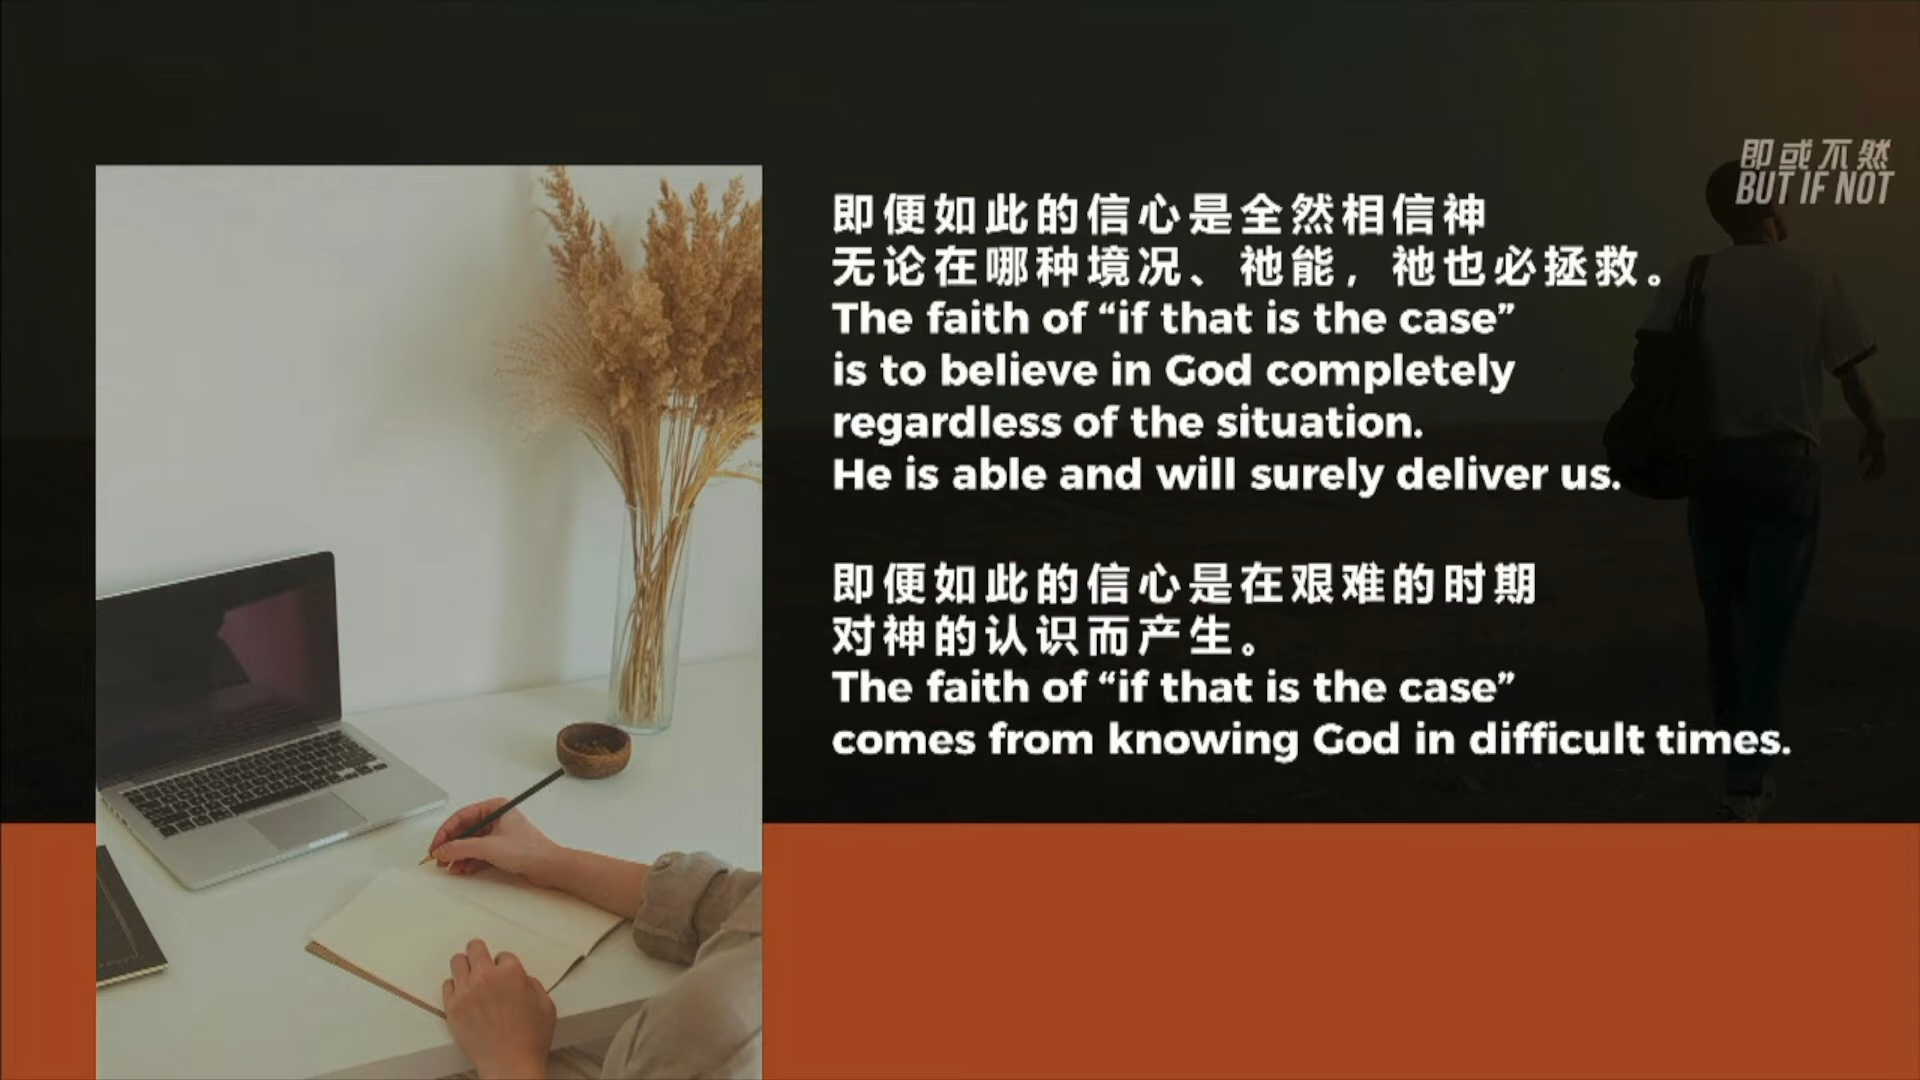 即或不然
BUT IF NOT
即便如此的信心是全然相信神
无论在哪种境况、祂能，祂也必拯救。
The faith of “if that is the case”
is to believe in God completely
regardless of the situation.
He is able and will surely deliver us.
即便如此的信心是在艰难的时期
对神的认识而产生。
The faith of “if that is the case”
comes from knowing God in difficult times.